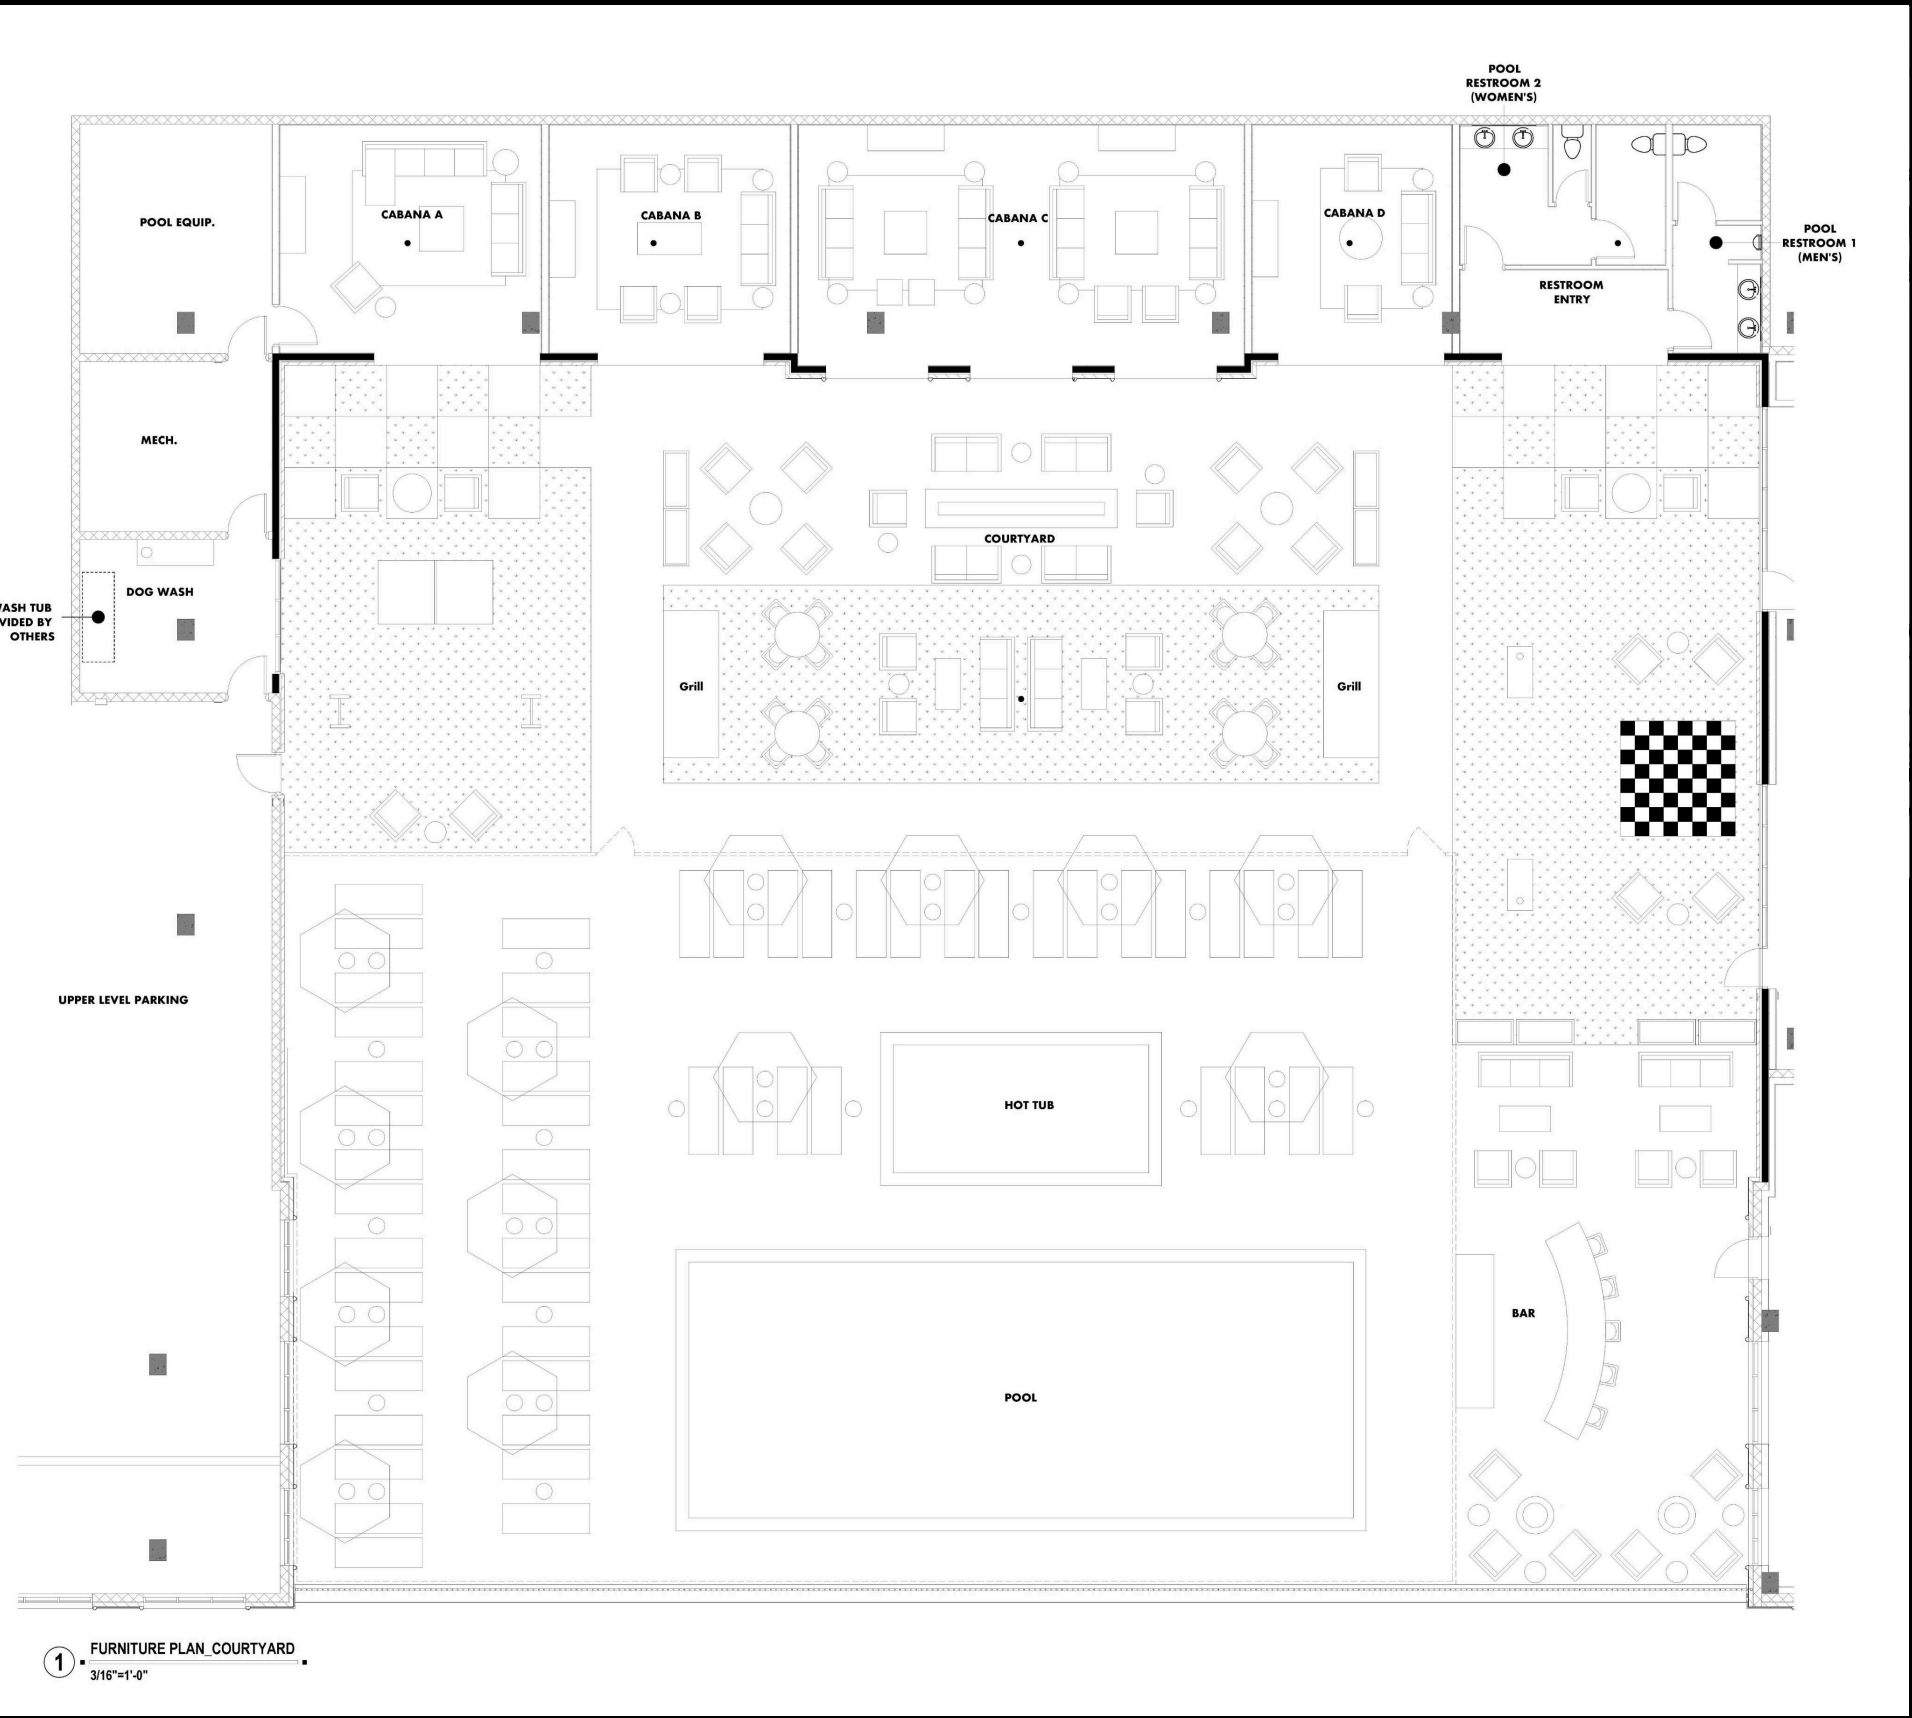 POOL
RESTROOM 2
(WOMEN'S)
POOL EQUIP.
CABANA A
CABANA B
CABANA C
CABANA D
POOL
RESTROOM 1
(MEN'S)
RESTROOM
ENTRY
MECH.
COURTYARD
DOG WASH
TUB
BY
OTHERS
Grill
Grill
UPPER LEVEL PARKING
HOT TUB
BAR
POOL
1
FURNITURE PLAN_COURTYARD
3/16"=1'-0"